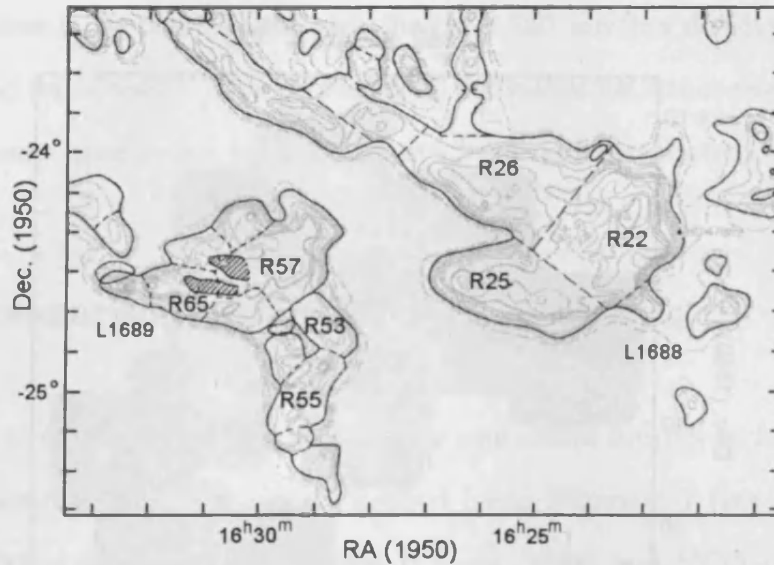 -24°
R26
R22
R57
R25
R65
R53
L1689
L1688
-25°
R55
Dec. (1950)
16h30m
16h25m
RA (1950)